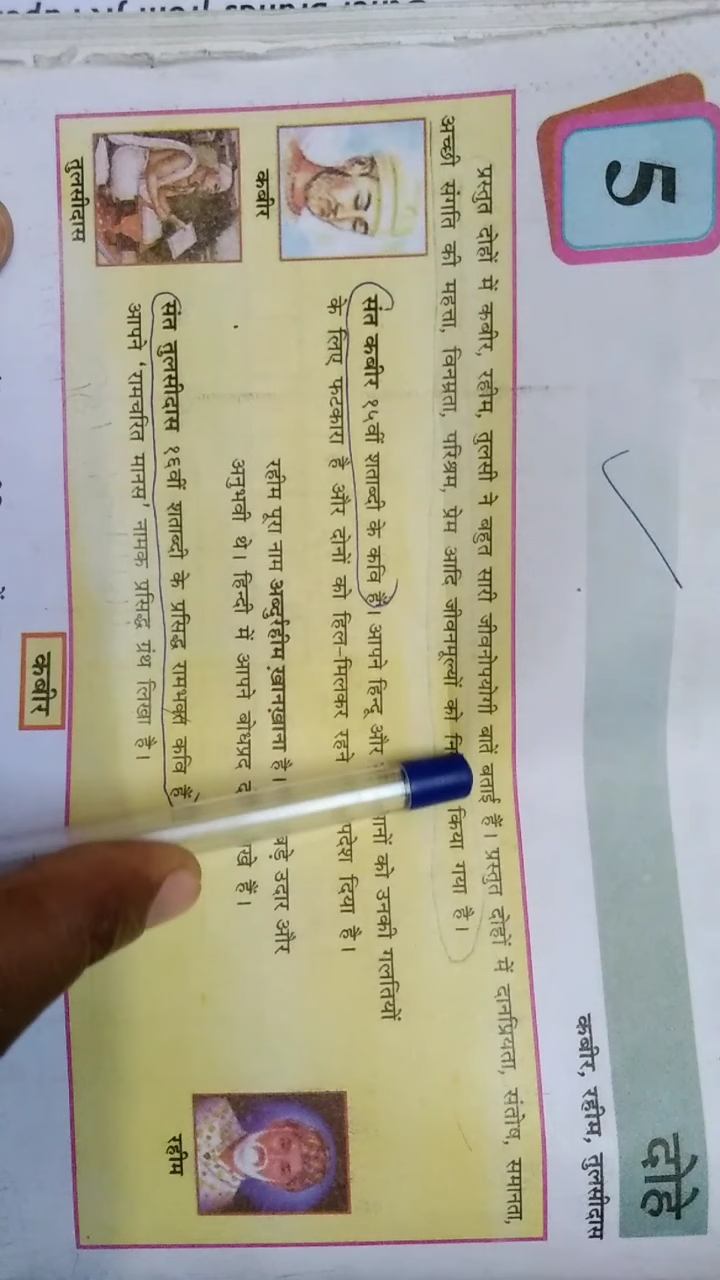 5
दोहे
कबीर, रहीम, तुलसीदास
प्रस्तुत दोहों में कबीर, रहीम, तुलसी ने बहुत सारी जीवनोपयोगी बातें बताई हैं। प्रस्तुत दोहों में दानप्रियता, संतोष, समानता,
अच्छी संगति की महत्ता, विनम्रता, परिश्रम, प्रेम आदि जीवनमूल्यों को किया गया है।
कबीर
संत कबीर १५वीं शताब्दी के कवि हैं। आपने हिन्दू और को उनकी गलतियों
के लिए फटकारा है और दोनों को हिल-मिलकर रहने दिया है।
रहीम पूरा नाम अब्दुर्रहीम ख़ानख़ाना है। बड़े उदार और
अनुभवी थे। हिन्दी में आपने बोधप्रद हैं।
रहीम
तुलसीदास
संत तुलसीदास १६वीं शताब्दी के प्रसिद्ध रामभक्त कवि हैं
आपने 'रामचरित मानस' नामक प्रसिद्ध ग्रंथ लिखा है।
कबीर